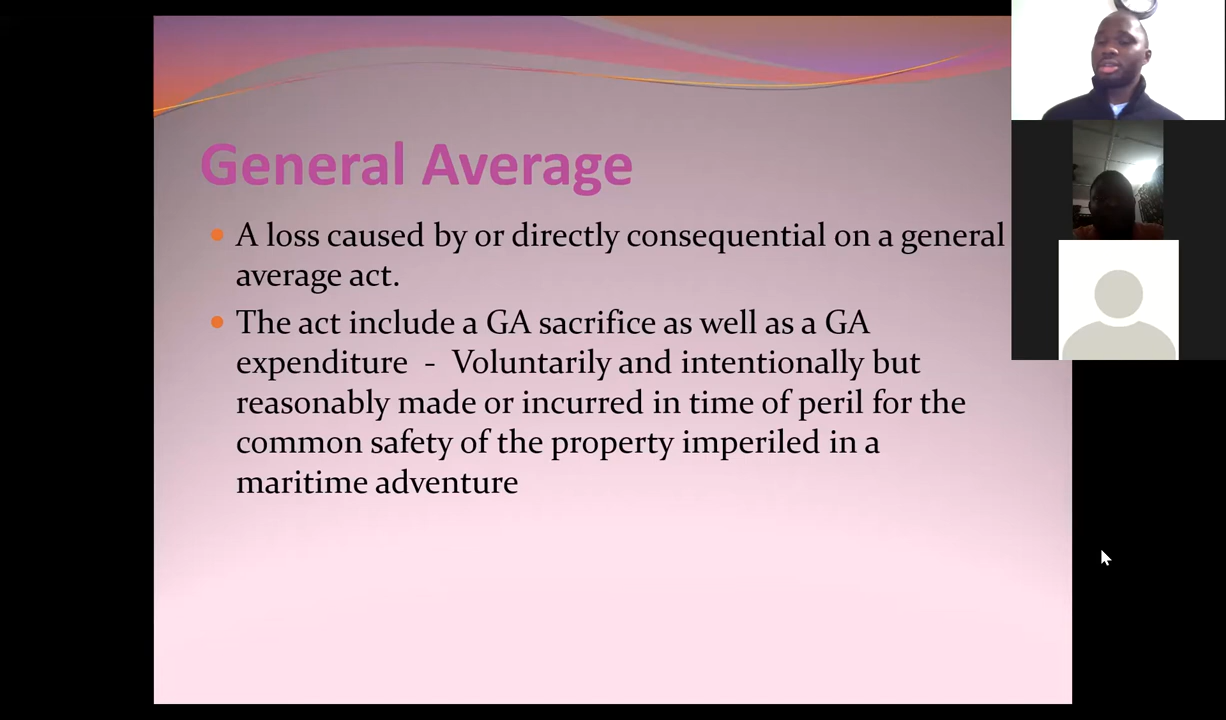 General Average
A loss caused by or directly consequential on a general
average act.
The act include a GA sacrifice as well as a GA
expenditure - Voluntarily and intentionally but
reasonably made or incurred in time of peril for the
common safety of the property imperiled in a
maritime adventure